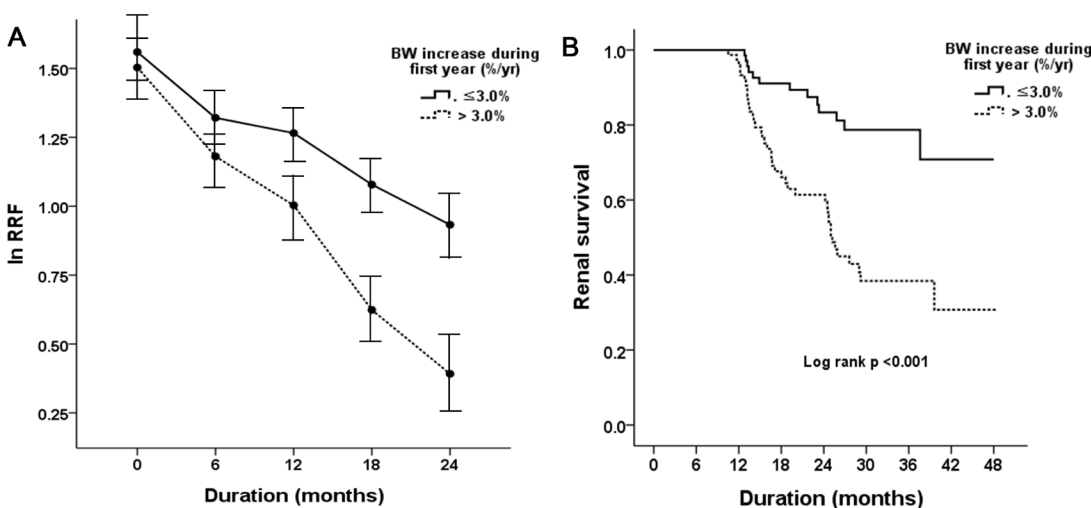 A
BW increase during
first year (%/yr)
. ≤3.0%
> 3.0%
ln RRF
1.50
1.25
1.00
0.75
0.50
0.25
0 6 12 18 24
Duration (months)
B
BW increase during
first year (%/yr)
. ≤3.0%
> 3.0%
Renal survival
1.0
0.8
0.6
0.4
0.2
0.0
Log rank p <0.001
0 6 12 18 24 30 36 42 48
Duration (months)